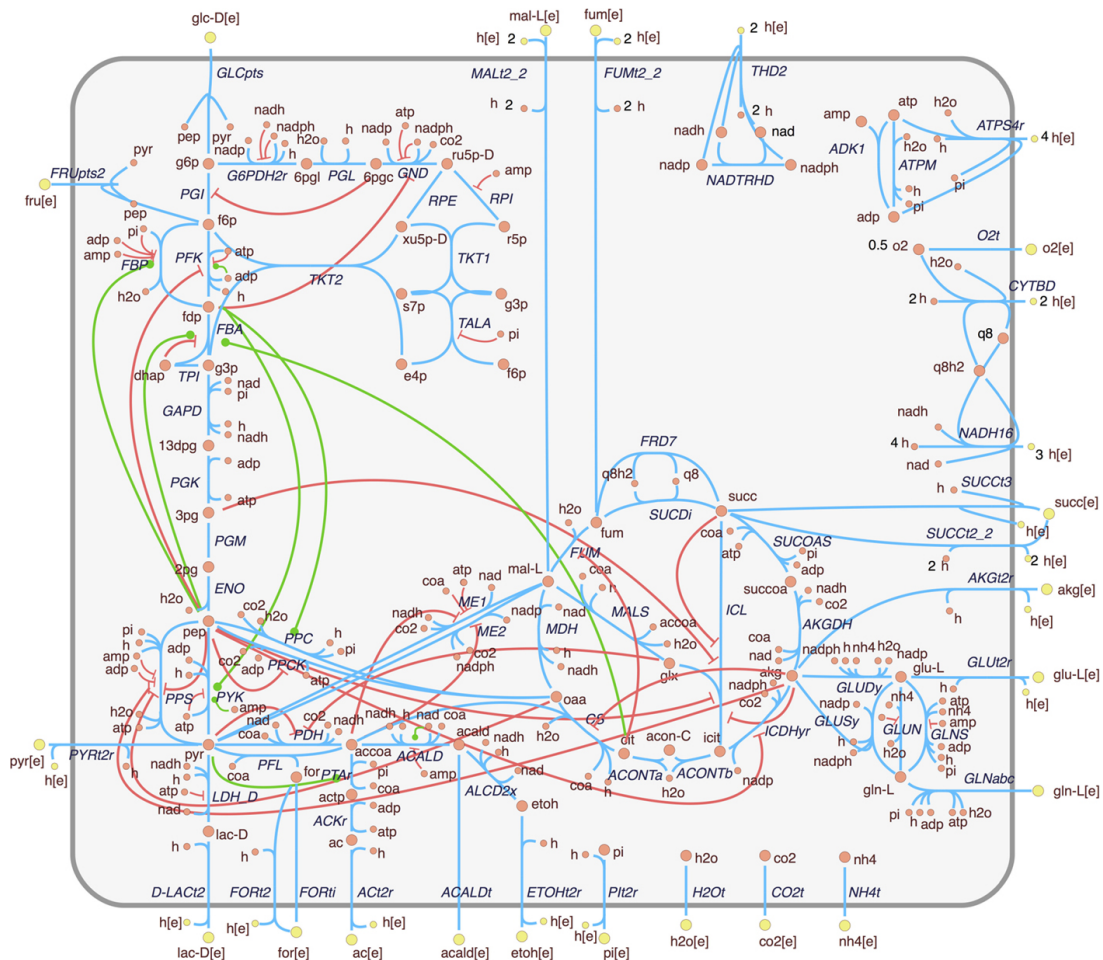 glc-D[e]
mal-L[e]
fum[e]
h[e] 2
2 h[e]
2 h[e]
GLCpts
MALt2_2
FUMt2_2
THD2
h 2
2 h
2 h
pep
pyr
nadp
nadh
nadph
h2o
h
h
atp
nadp
nadph
co2
ru5p-D
nadh
nad
nadp
nadph
NADTRHD
amp
atp
h2o
ATPS4r
4 h[e]
ADK1
h2o
h
ATPM
h
pi
pi
adp
pyr
FRUpts2
fru[e]
pep
g6p
G6PDH2r
6pgl
PGL
6pgc
GND
PGI
RPE
RPI
amp
f6p
xu5p-D
r5p
pi
adp
amp
FBP
PFK
atp
adp
h
h2o
TKT2
TKT1
fdp
FBA
s7p
g3p
TALA
pi
dhap
TPI
g3p
e4p
f6p
0.5 o2
O2t
o2[e]
h2o
CYTBD
2 h
2 h[e]
q8
q8h2
nadh
4 h
NADH16
nad
3 h[e]
nad
pi
GAPD
h
nadh
13dpg
adp
PGK
atp
3pg
PGM
2pg
ENO
h2o
FRD7
q8h2
q8
succ
SUCDi
h2o
fum
FUM
h
SUCCt3
succ[e]
h[e]
SUCCt2_2
2 h
2 h[e]
coa
atp
SUCOAS
pi
adp
succoa
nadh
co2
AKGDH
AKGt2r
akg[e]
h
h[e]
ICL
coa
nad
akg
pep
co2
h2o
PPC
h
pi
pi
h
amp
adp
adp
h
co2
adp
PPCK
atp
PPS
PYK
amp
h2o
atp
atp
coa
atp
nad
ME1
nadh
co2
ME2
co2
nadph
nadp
mal-L
nad
coa
h
MALS
MDH
h
nadh
accoa
h2o
glx
oaa
CS
h2o
cit
acon-C
icit
ACONTa
ACONTb
h2o
coa
h
ICDHyr
nadph
co2
nadp
nadph
h
nh4
h2o
nadp
glu-L
GLUDy
nadp
nh4
GLUSy
GLUN
h2o
nadph
h
h
atp
nh4
amp
GLNS
adp
pi
h
gln-L
GLUt2r
glu-L[e]
h[e]
GLNabc
gln-L[e]
pi
h
adp
atp
h2o
pyr[e]
h[e]
PYRt2r
h
pyr
coa
nad
PDH
co2
nadh
accoa
nadh
h
nad
coa
ACALD
amp
acald
acald
nadh
h
nad
ALCD2x
etoh
PFL
coa
for
PTAr
pi
coa
actp
nadh
h
atp
LDH_D
nad
lac-D
adp
ACKr
atp
ac
h
h
h
h
h
pi
h2o
co2
nh4
D-LACt2
FORt2
FORti
ACt2r
ACALDt
ETOHt2r
PIt2r
H2Ot
CO2t
NH4t
h[e]
h[e]
h[e]
h[e]
h[e]
lac-D[e]
for[e]
ac[e]
acald[e]
etoh[e]
pi[e]
h2o[e]
co2[e]
nh4[e]